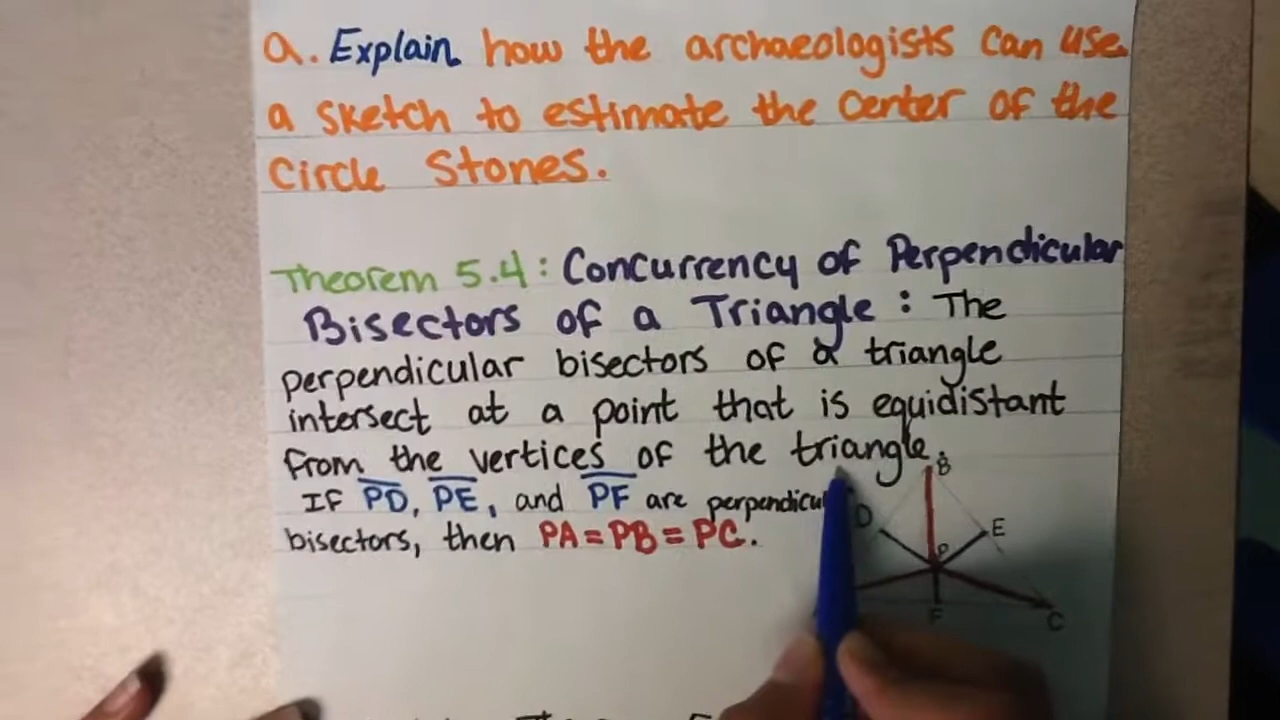 a. Explain how the archaeologists can use
a sketch to estimate the center of the
Circle Stones.
Theorem 5.4: Concurrency of Perpendicular
Bisectors of a Triangle: The
perpendicular bisectors of a triangle
intersect at a point that is equidistant
from the vertices of the triangle.
If PD, PE, and PF are
bisectors, then PA = PB = PC.
B
D
E
P
F
C